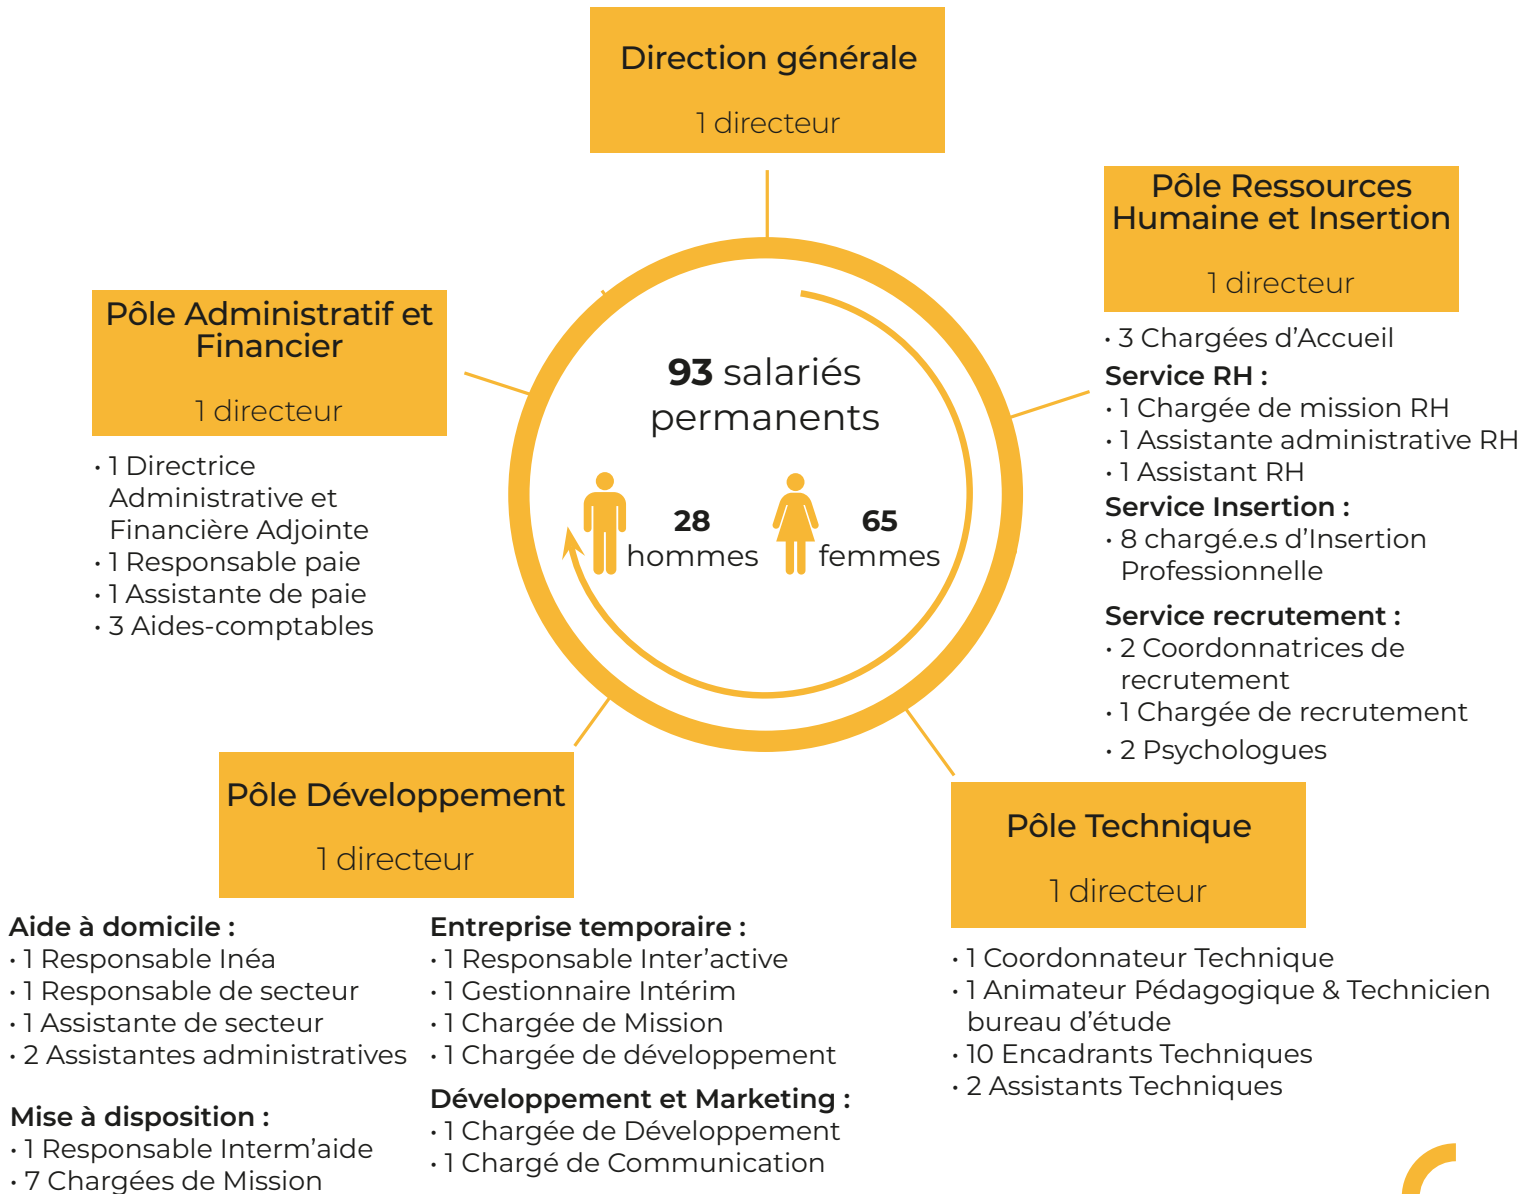 Direction générale
1 directeur
Pôle Ressources
Humaine et Insertion
1 directeur
• 3 Chargées d’Accueil
Service RH :
• 1 Chargée de mission RH
• 1 Assistante administrative RH
• 1 Assistant RH
Service Insertion :
• 8 chargé.e.s d’Insertion
Professionnelle
Service recrutement :
• 2 Coordonnatrices de
recrutement
• 1 Chargée de recrutement
• 2 Psychologues
Pôle Administratif et
Financier
1 directeur
• 1 Directrice
Administrative et
Financière Adjointe
• 1 Responsable paie
• 1 Assistante de paie
• 3 Aides-comptables
93 salariés
permanents
28
hommes
65
femmes
Pôle Développement
1 directeur
Aide à domicile :
• 1 Responsable Inéa
• 1 Responsable de secteur
• 1 Assistante de secteur
• 2 Assistantes administratives
Mise à disposition :
• 1 Responsable Interm’aide
• 7 Chargées de Mission
Entreprise temporaire :
• 1 Responsable Inter’active
• 1 Gestionnaire Intérim
• 1 Chargée de Mission
• 1 Chargée de développement
Développement et Marketing :
• 1 Chargée de Développement
• 1 Chargé de Communication
Pôle Technique
1 directeur
• 1 Coordonnateur Technique
• 1 Animateur Pédagogique & Technicien
bureau d’étude
• 10 Encadrants Techniques
• 2 Assistants Techniques